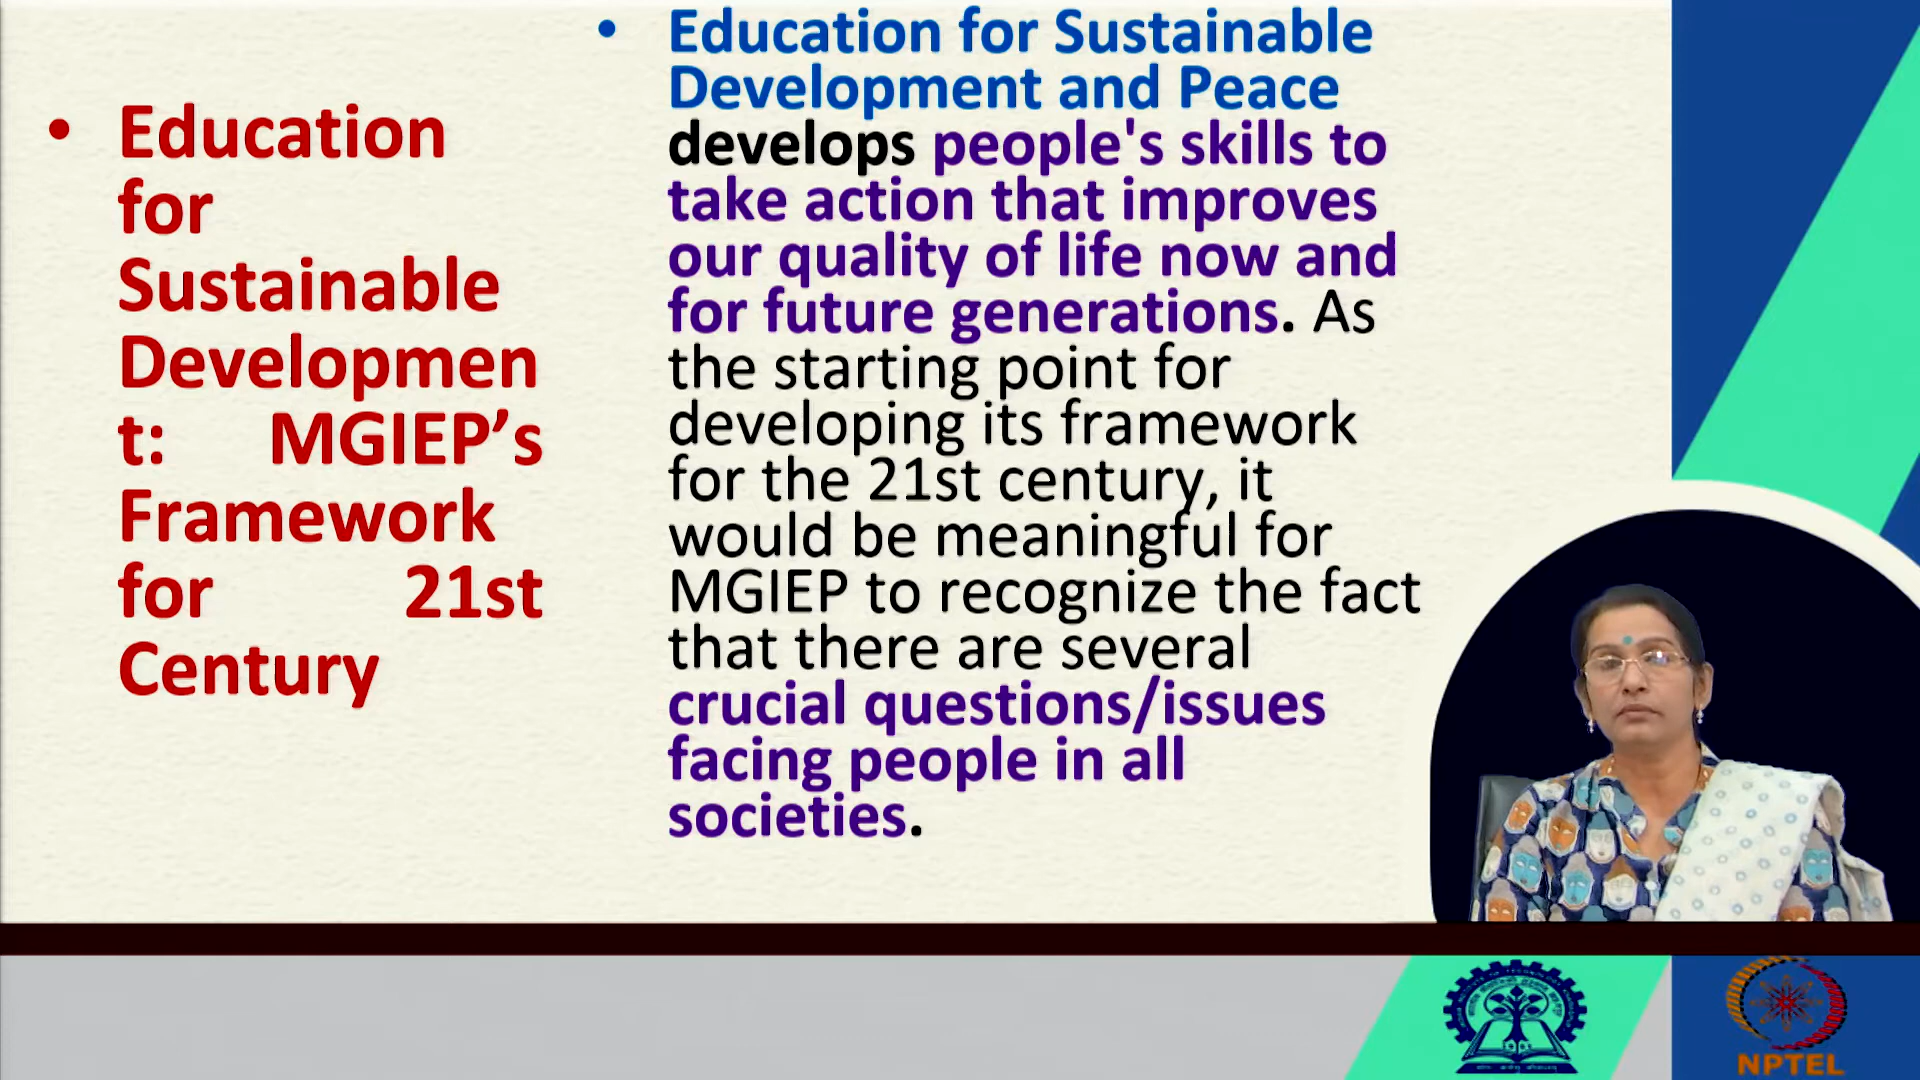 • Education
for
Sustainable
Developmen
t: MGIEP’s
Framework
for 21st
Century
• Education for Sustainable
Development and Peace
develops people's skills to
take action that improves
our quality of life now and
for future generations. As
the starting point for
developing its framework
for the 21st century, it
would be meaningful for
MGIEP to recognize the fact
that there are several
crucial questions/issues
facing people in all
societies.
NPTEL